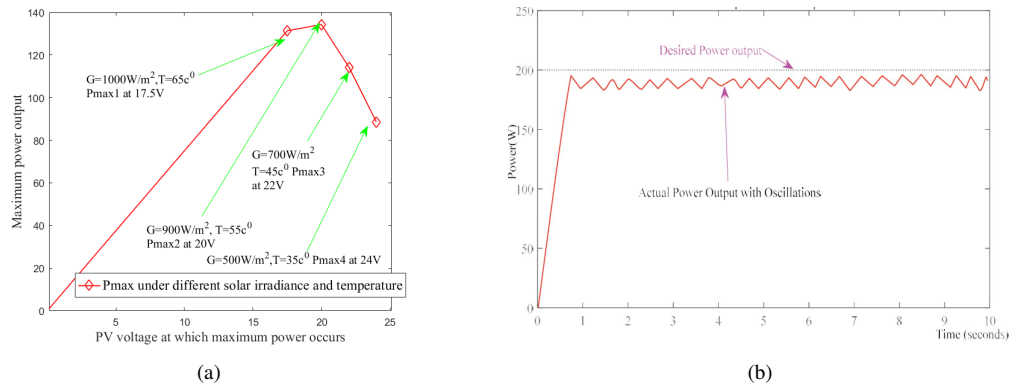 140
120
100
80
60
40
20
0
Maximum power output
G=1000W/m²,T=65c⁰
Pmax1 at 17.5V
G=700W/m²
T=45c⁰ Pmax3
at 22V
G=900W/m², T=55c⁰
Pmax2 at 20V
G=500W/m²,T=35c⁰ Pmax4 at 24V
Pmax under different solar irradiance and temperature
5
10
15
20
25
PV voltage at which maximum power occurs
(a)
250
200
150
100
50
0
Power(W)
Desired Power output
Actual Power Output with Oscillations
0
1
2
3
4
5
6
7
8
9
10
Time (seconds)
(b)